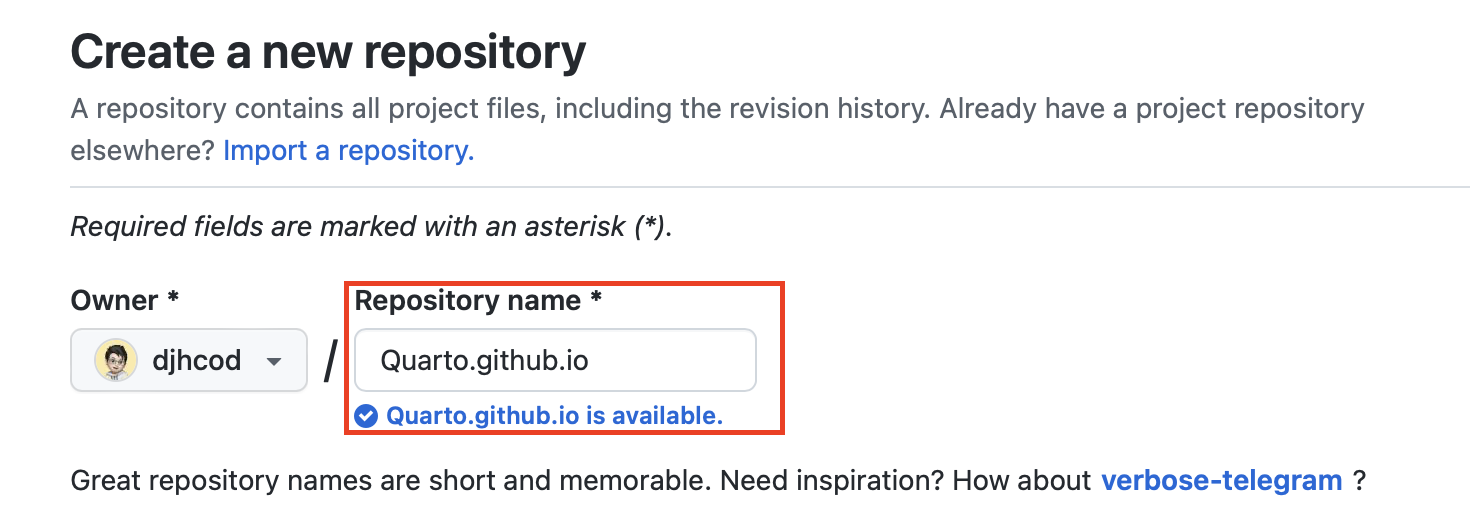 Create a new repository
A repository contains all project files, including the revision history. Already have a project repository
elsewhere? Import a repository.
Required fields are marked with an asterisk (*).
Owner *
Repository name *
djhcod
/
Quarto.github.io
Quarto.github.io is available.
Great repository names are short and memorable. Need inspiration? How about verbose-telegram ?